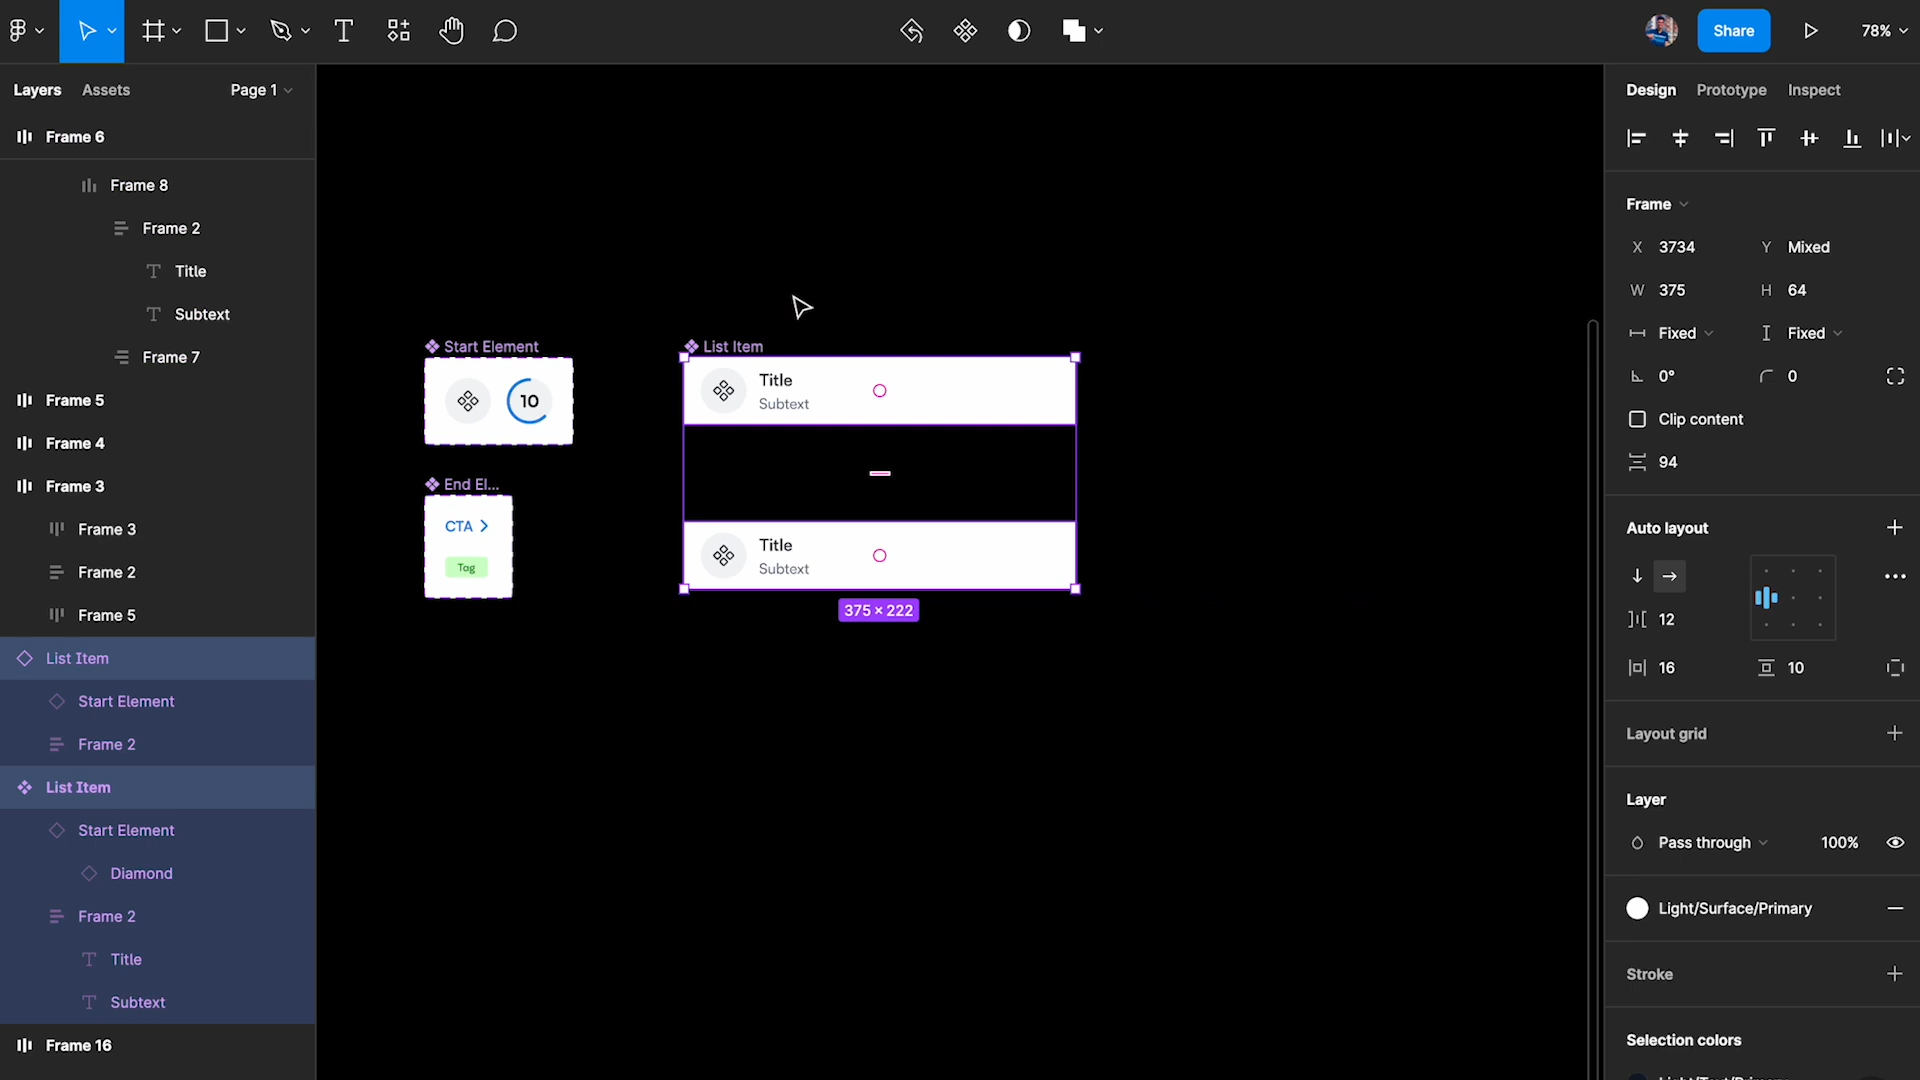 Share
78%
Layers
Assets
Page 1
Frame 6
Frame 8
Frame 2
Title
Subtext
Frame 7
Frame 5
Frame 4
Frame 3
Frame 3
Frame 2
Frame 5
List Item
Start Element
Frame 2
List Item
Start Element
Diamond
Frame 2
Title
Subtext
Frame 16
Start Element
10
End El...
CTA
Tag
List Item
Title
Subtext
Title
Subtext
375 × 222
Design
Prototype
Inspect
Frame
X 3734
Y Mixed
W 375
H 64
Fixed
Fixed
0°
0
Clip content
94
Auto layout
12
16
10
Layout grid
Layer
Pass through
100%
Light/Surface/Primary
Stroke
Selection colors